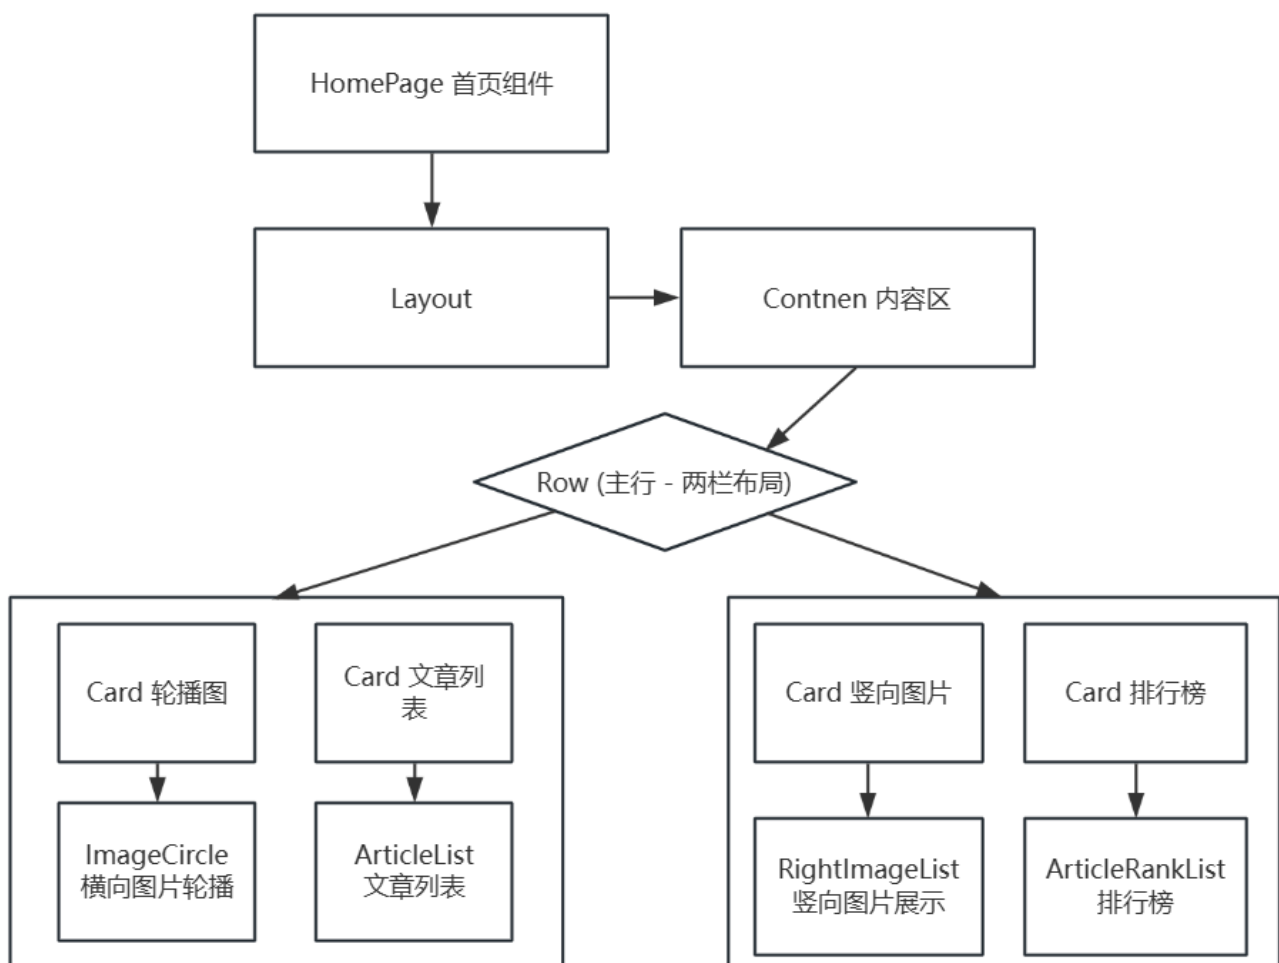 HomePage 首页组件
Layout
Contnen 内容区
Row (主行 - 两栏布局)
Card 轮播图
Card 文章列
表
Card 竖向图片
Card 排行榜
ImageCircle
横向图片轮播
ArticleList
文章列表
RightImageList
竖向图片展示
ArticleRankList
排行榜